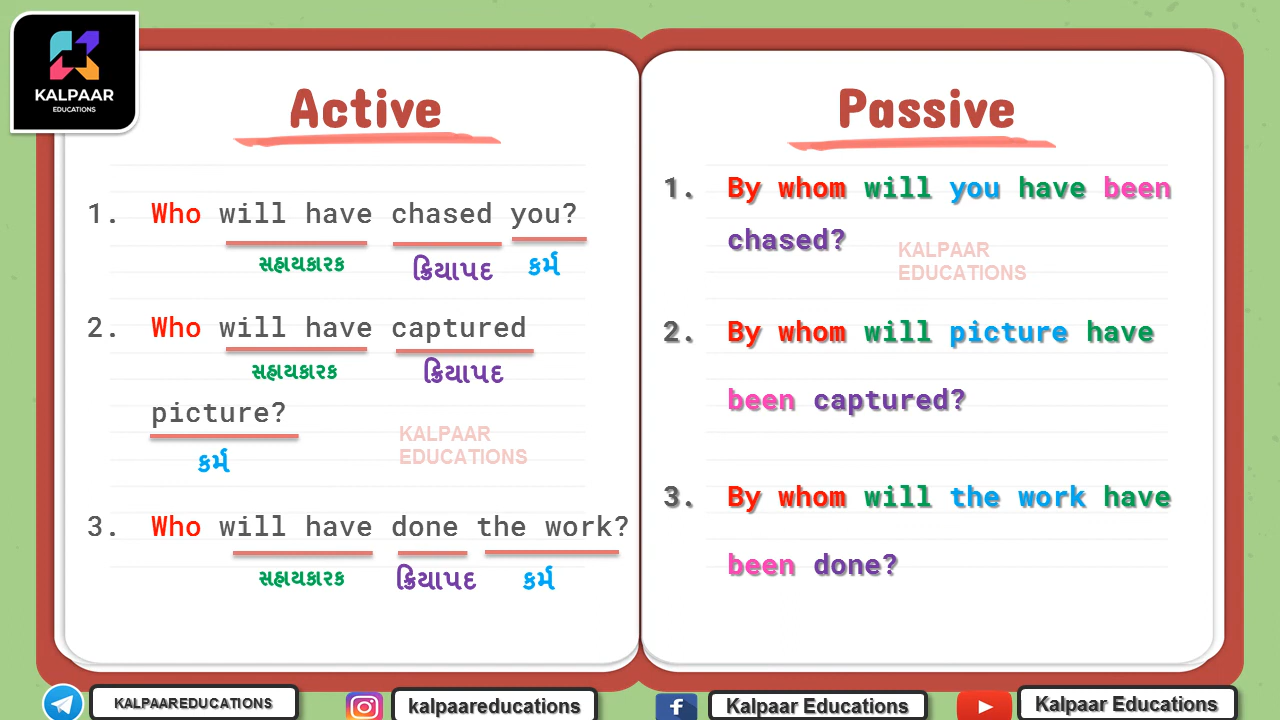 KALPAAR
EDUCATIONS
Active
1. Who will have chased you?
સહાયકારક ક્રિયાપદ કર્મ
2. Who will have captured
સહાયકારક ક્રિયાપદ
picture?
કર્મ
KALPAAR
EDUCATIONS
3. Who will have done the work?
સહાયકારક ક્રિયાપદ કર્મ
Passive
1. By whom will you have been
chased?
KALPAAR
EDUCATIONS
2. By whom will picture have
been captured?
3. By whom will the work have
been done?
KALPAAREDUCATIONS
kalpaareducations
Kalpaar Educations
Kalpaar Educations